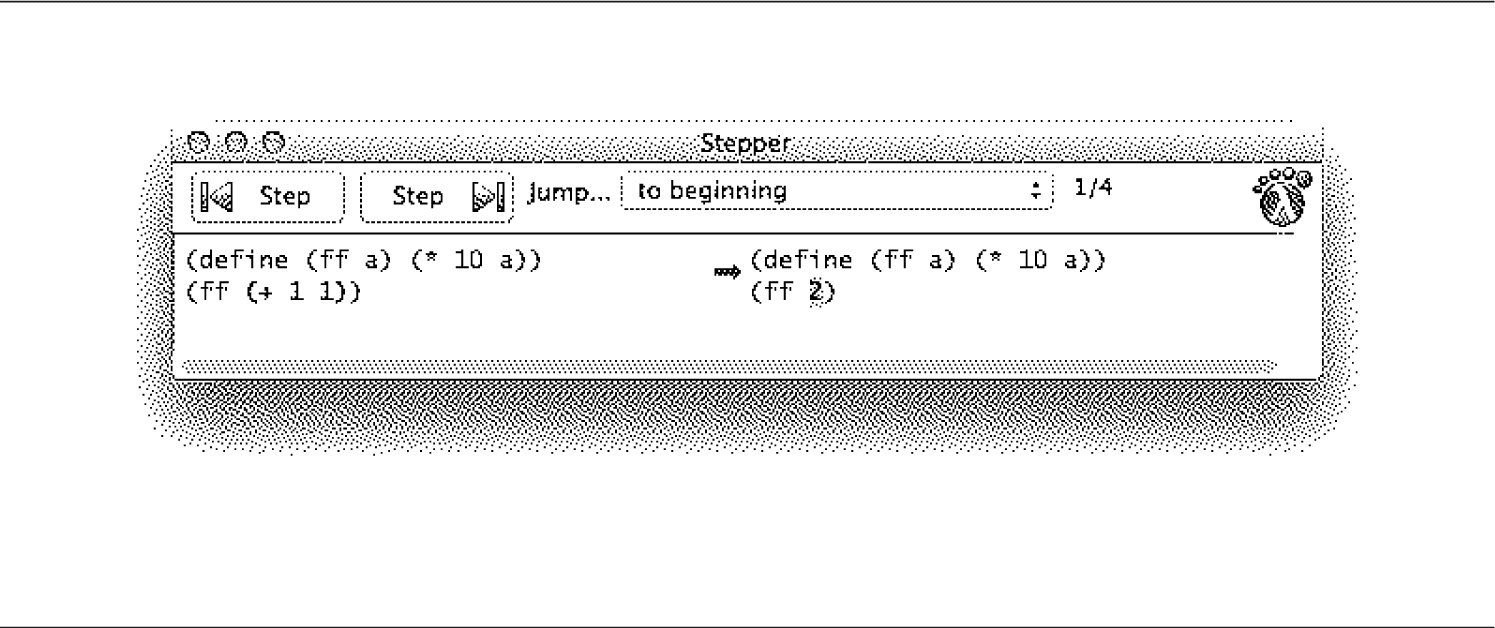 Stepper
Step Step Jump... to beginning 1/4
(define (ff a) (* 10 a)) (define (ff a) (* 10 a))
(ff (+ 1 1)) (ff 2)